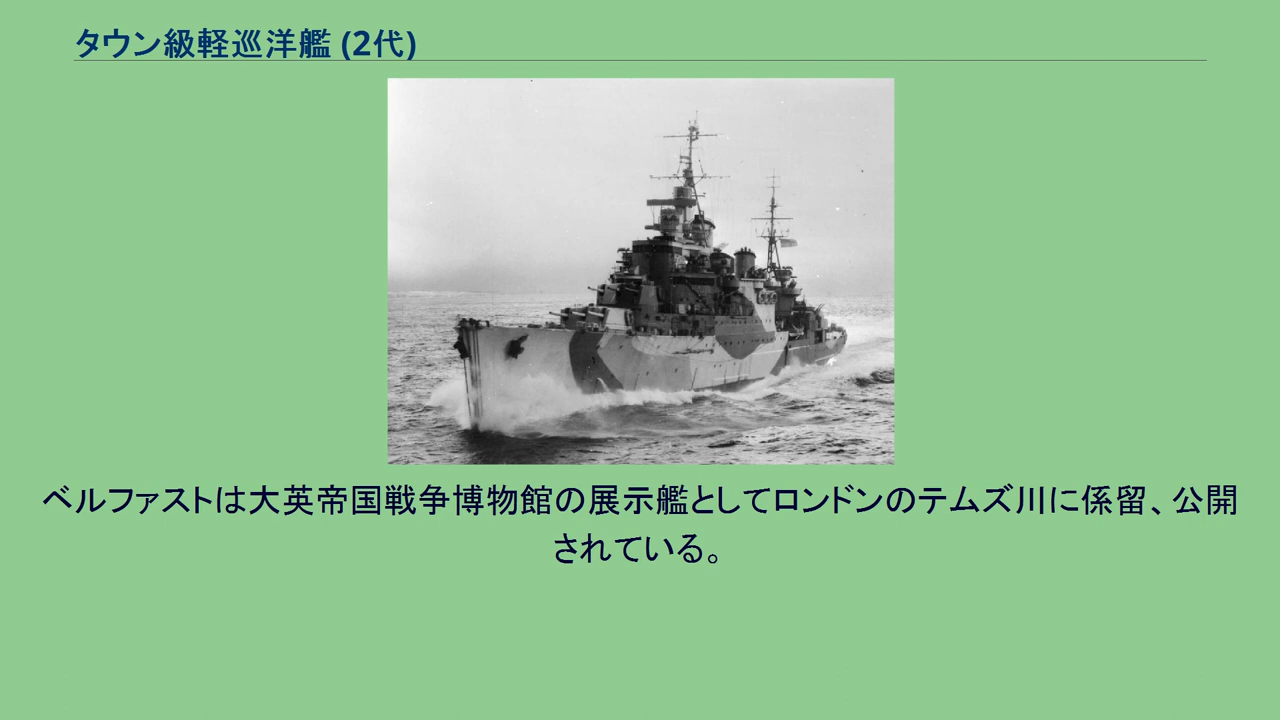 タウン級軽巡洋艦 (2代)
ベルファストは大英帝国戦争博物館の展示艦としてロンドンのテムズ川に係留、公開
されている。